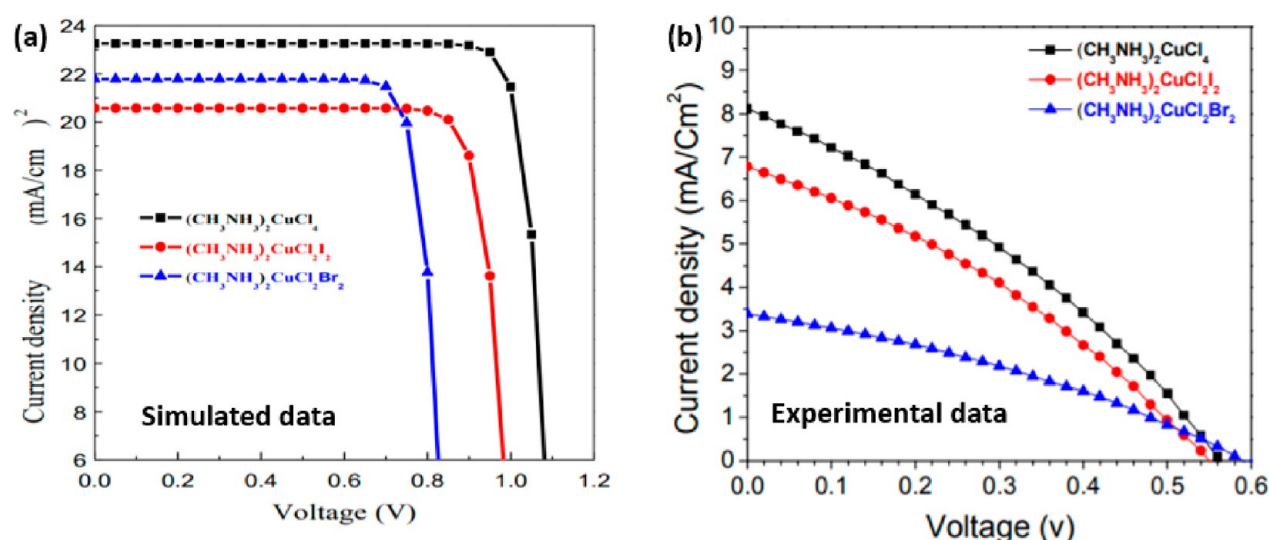 (a)
24
22
20
18
16
14
12
10
8
6
Current density (mA/cm )²
(CH₃NH₃)₂CuCl₄
(CH₃NH₃)₂CuCl₂I₂
(CH₃NH₃)₂CuCl₂Br₂
Simulated data
0.0 0.2 0.4 0.6 0.8 1.0 1.2
Voltage (V)
(b)
10
9
8
7
6
5
4
3
2
1
0
Current density (mA/Cm²)
(CH₃NH₃)₂CuCl₄
(CH₃NH₃)₂CuCl₂I₂
(CH₃NH₃)₂CuCl₂Br₂
Experimental data
0.0 0.1 0.2 0.3 0.4 0.5 0.6
Voltage (v)